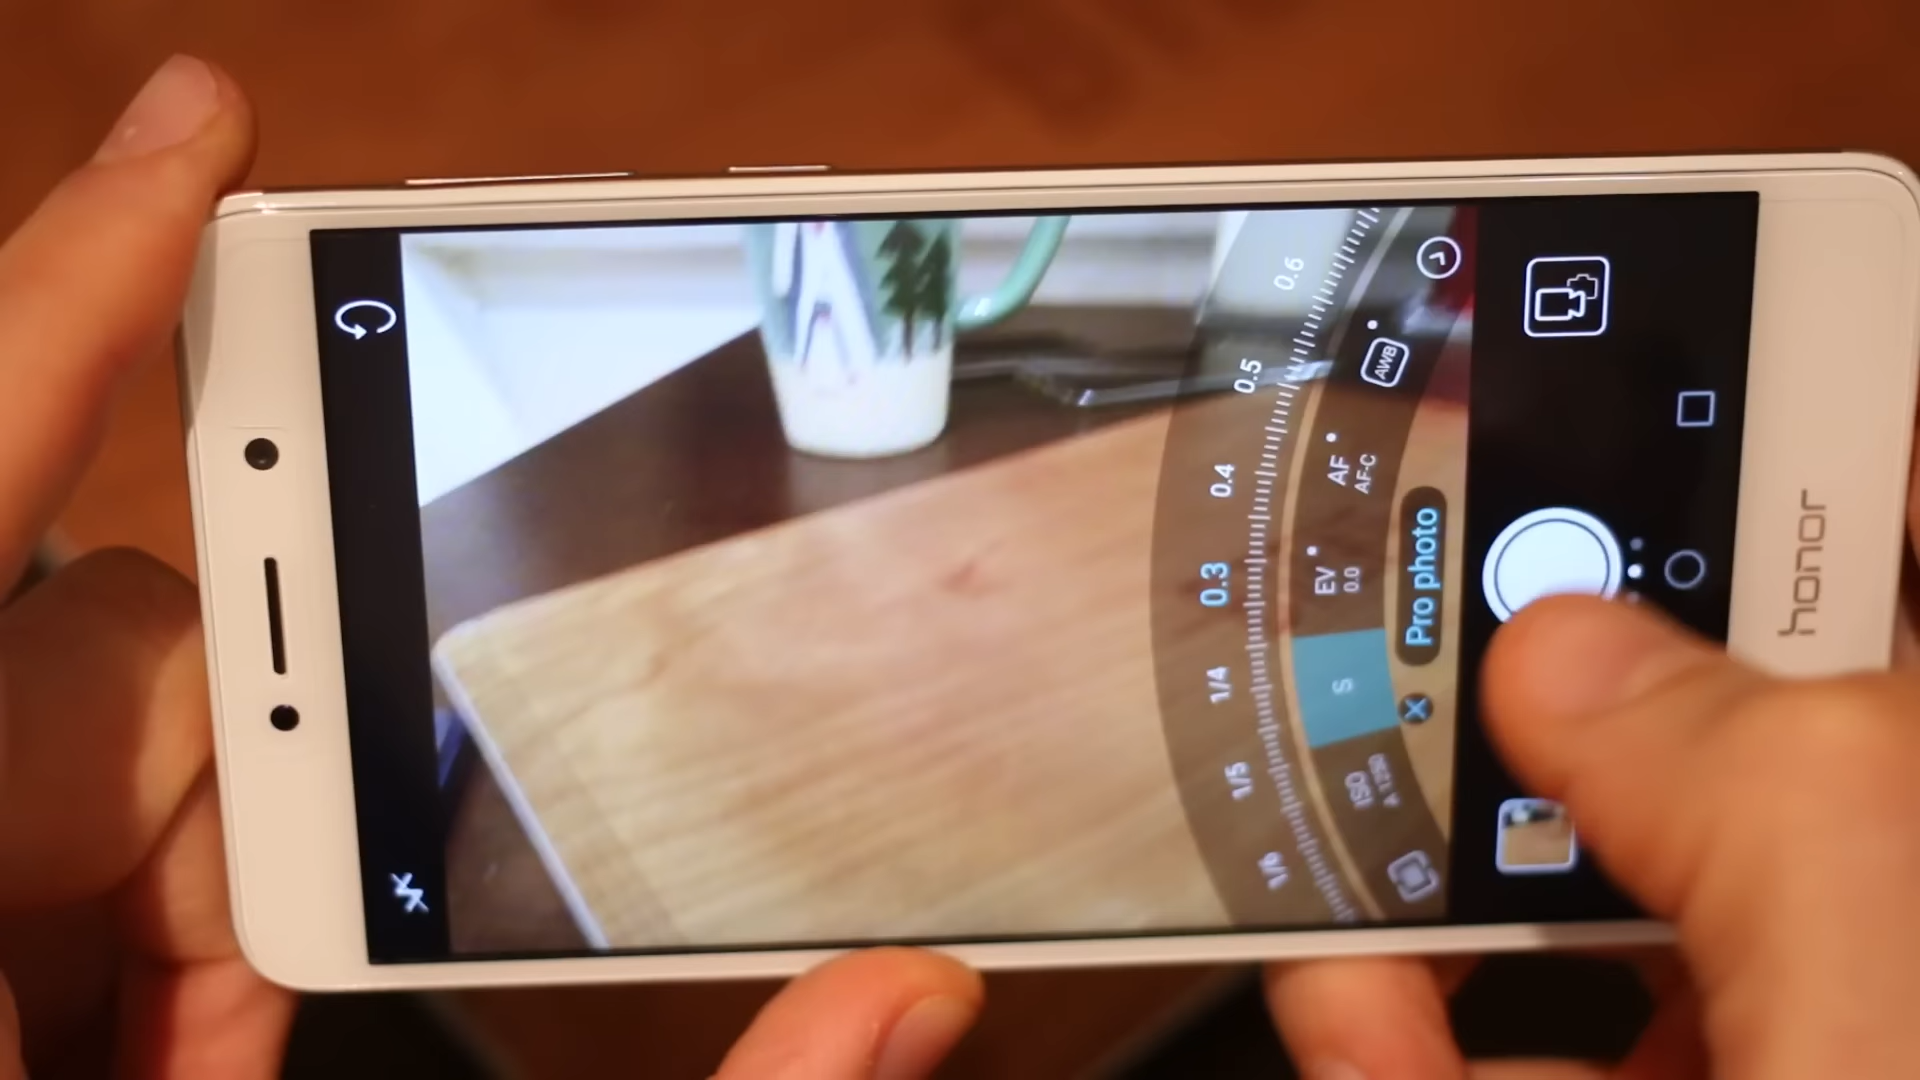 0.6
0.5
0.4
0.3
1/4
1/5
1/6
AWB
AF
AF-C
EV
0.0
S
ISO
A 1250
Pro photo
honor